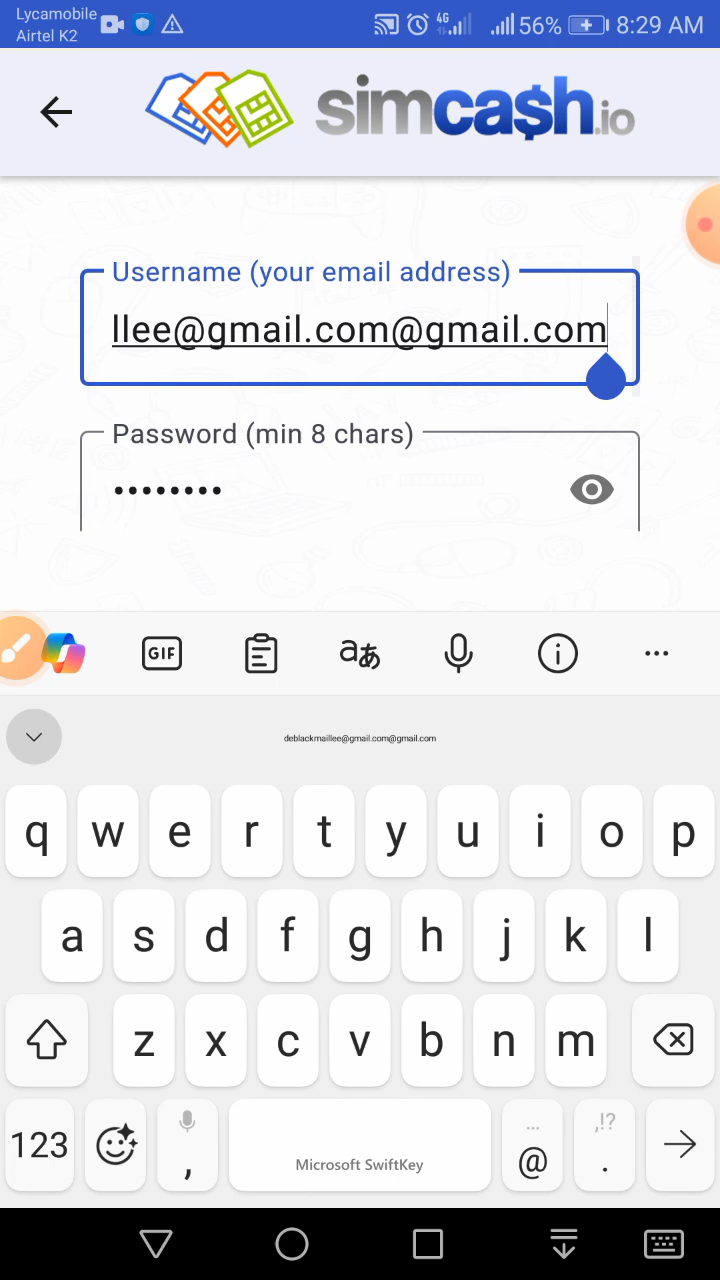 Lycamobile
Airtel K2
4G
56%
8:29 AM
simca$h.io
Username (your email address)
llee@gmail.com@gmail.com
Password (min 8 chars)
••••••••
GIF
aあ
deblackmaillee@gmail.com@gmail.com
q w e r t y u i o p
a s d f g h j k l
z x c v b n m
... ,!?
123 , Microsoft SwiftKey @ .